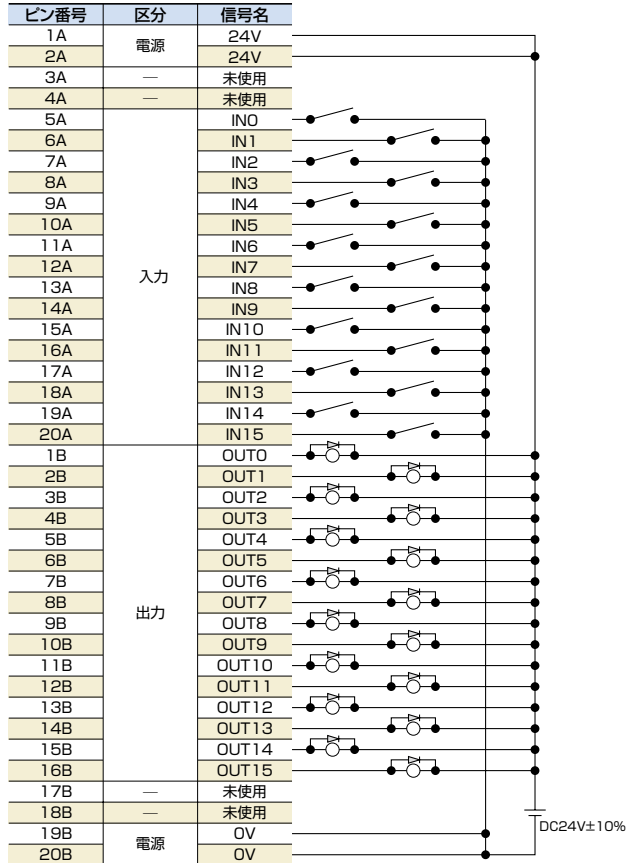 ピン番号 区分 信号名
1A 電源 24V
2A 24V
3A — 未使用
4A — 未使用
5A 入力 IN0
6A IN1
7A IN2
8A IN3
9A IN4
10A IN5
11A IN6
12A IN7
13A IN8
14A IN9
15A IN10
16A IN11
17A IN12
18A IN13
19A IN14
20A IN15
1B 出力 OUT0
2B OUT1
3B OUT2
4B OUT3
5B OUT4
6B OUT5
7B OUT6
8B OUT7
9B OUT8
10B OUT9
11B OUT10
12B OUT11
13B OUT12
14B OUT13
15B OUT14
16B OUT15
17B — 未使用
18B — 未使用
19B 電源 0V
20B 0V
DC24V±10%